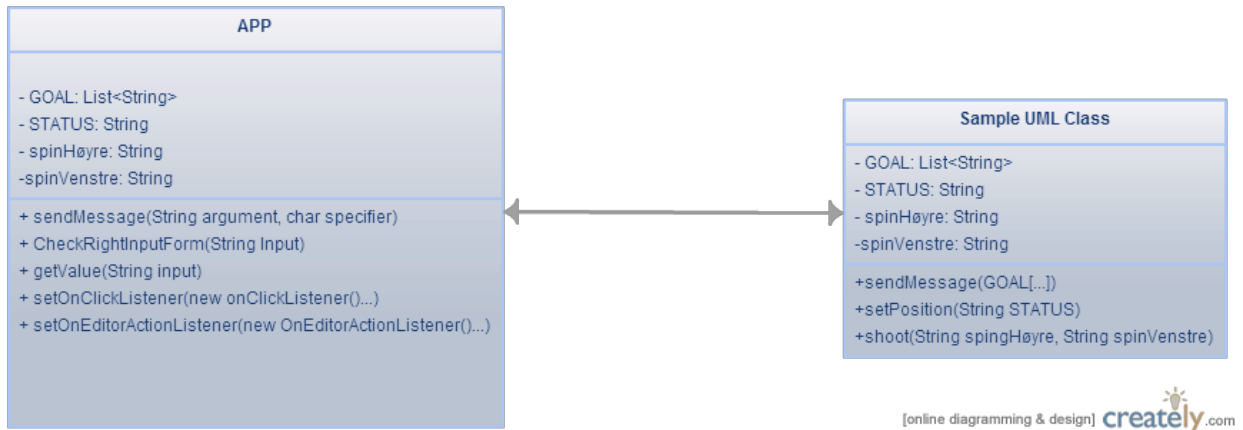 APP
- GOAL: List<String>
- STATUS: String
- spinHøyre: String
-spinVenstre: String
+ sendMessage(String argument, char specifier)
+ CheckRightInputForm(String Input)
+ getValue(String input)
+ setOnClickListener(new onClickListener()...)
+ setOnEditorActionListener(new OnEditorActionListener()...)
Sample UML Class
- GOAL: List<String>
- STATUS: String
- spinHøyre: String
-spinVenstre: String
+sendMessage(GOAL[...])
+setPosition(String STATUS)
+shoot(String spingHøyre, String spinVenstre)
[online diagramming & design] creately.com